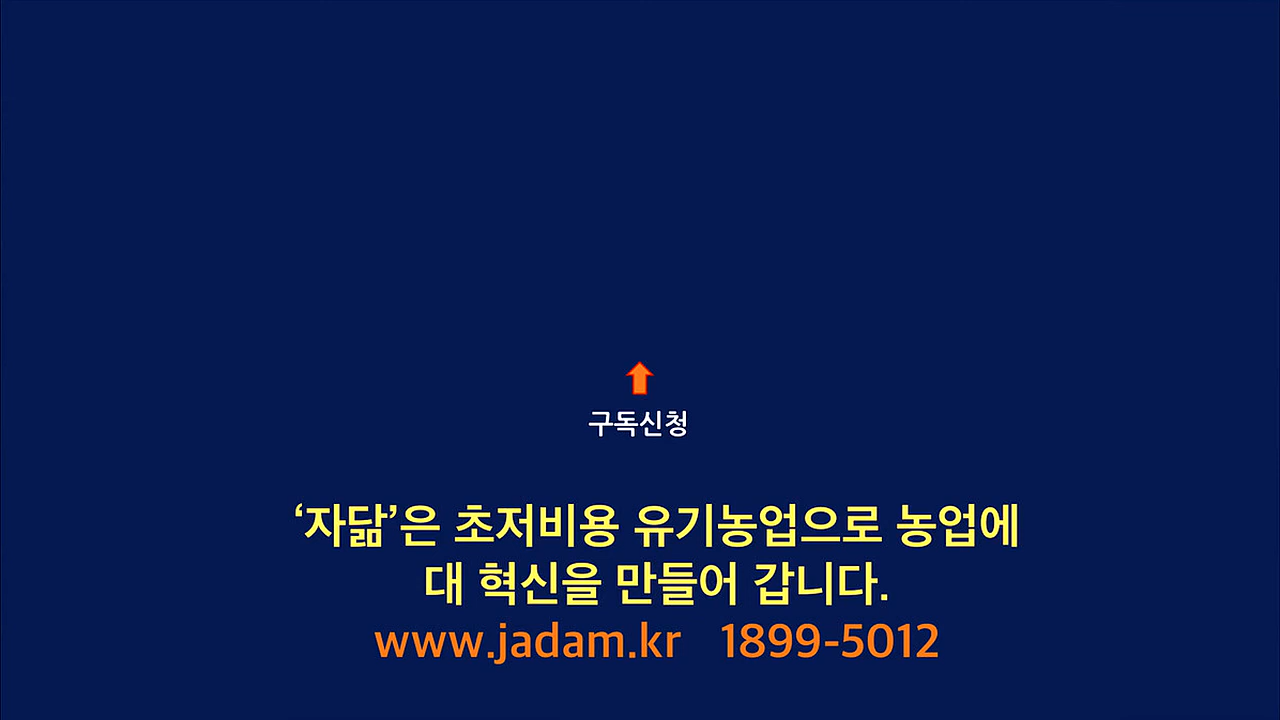 구독신청
‘자닮’은 초저비용 유기농업으로 농업에
대 혁신을 만들어 갑니다.
www.jadam.kr 1899-5012